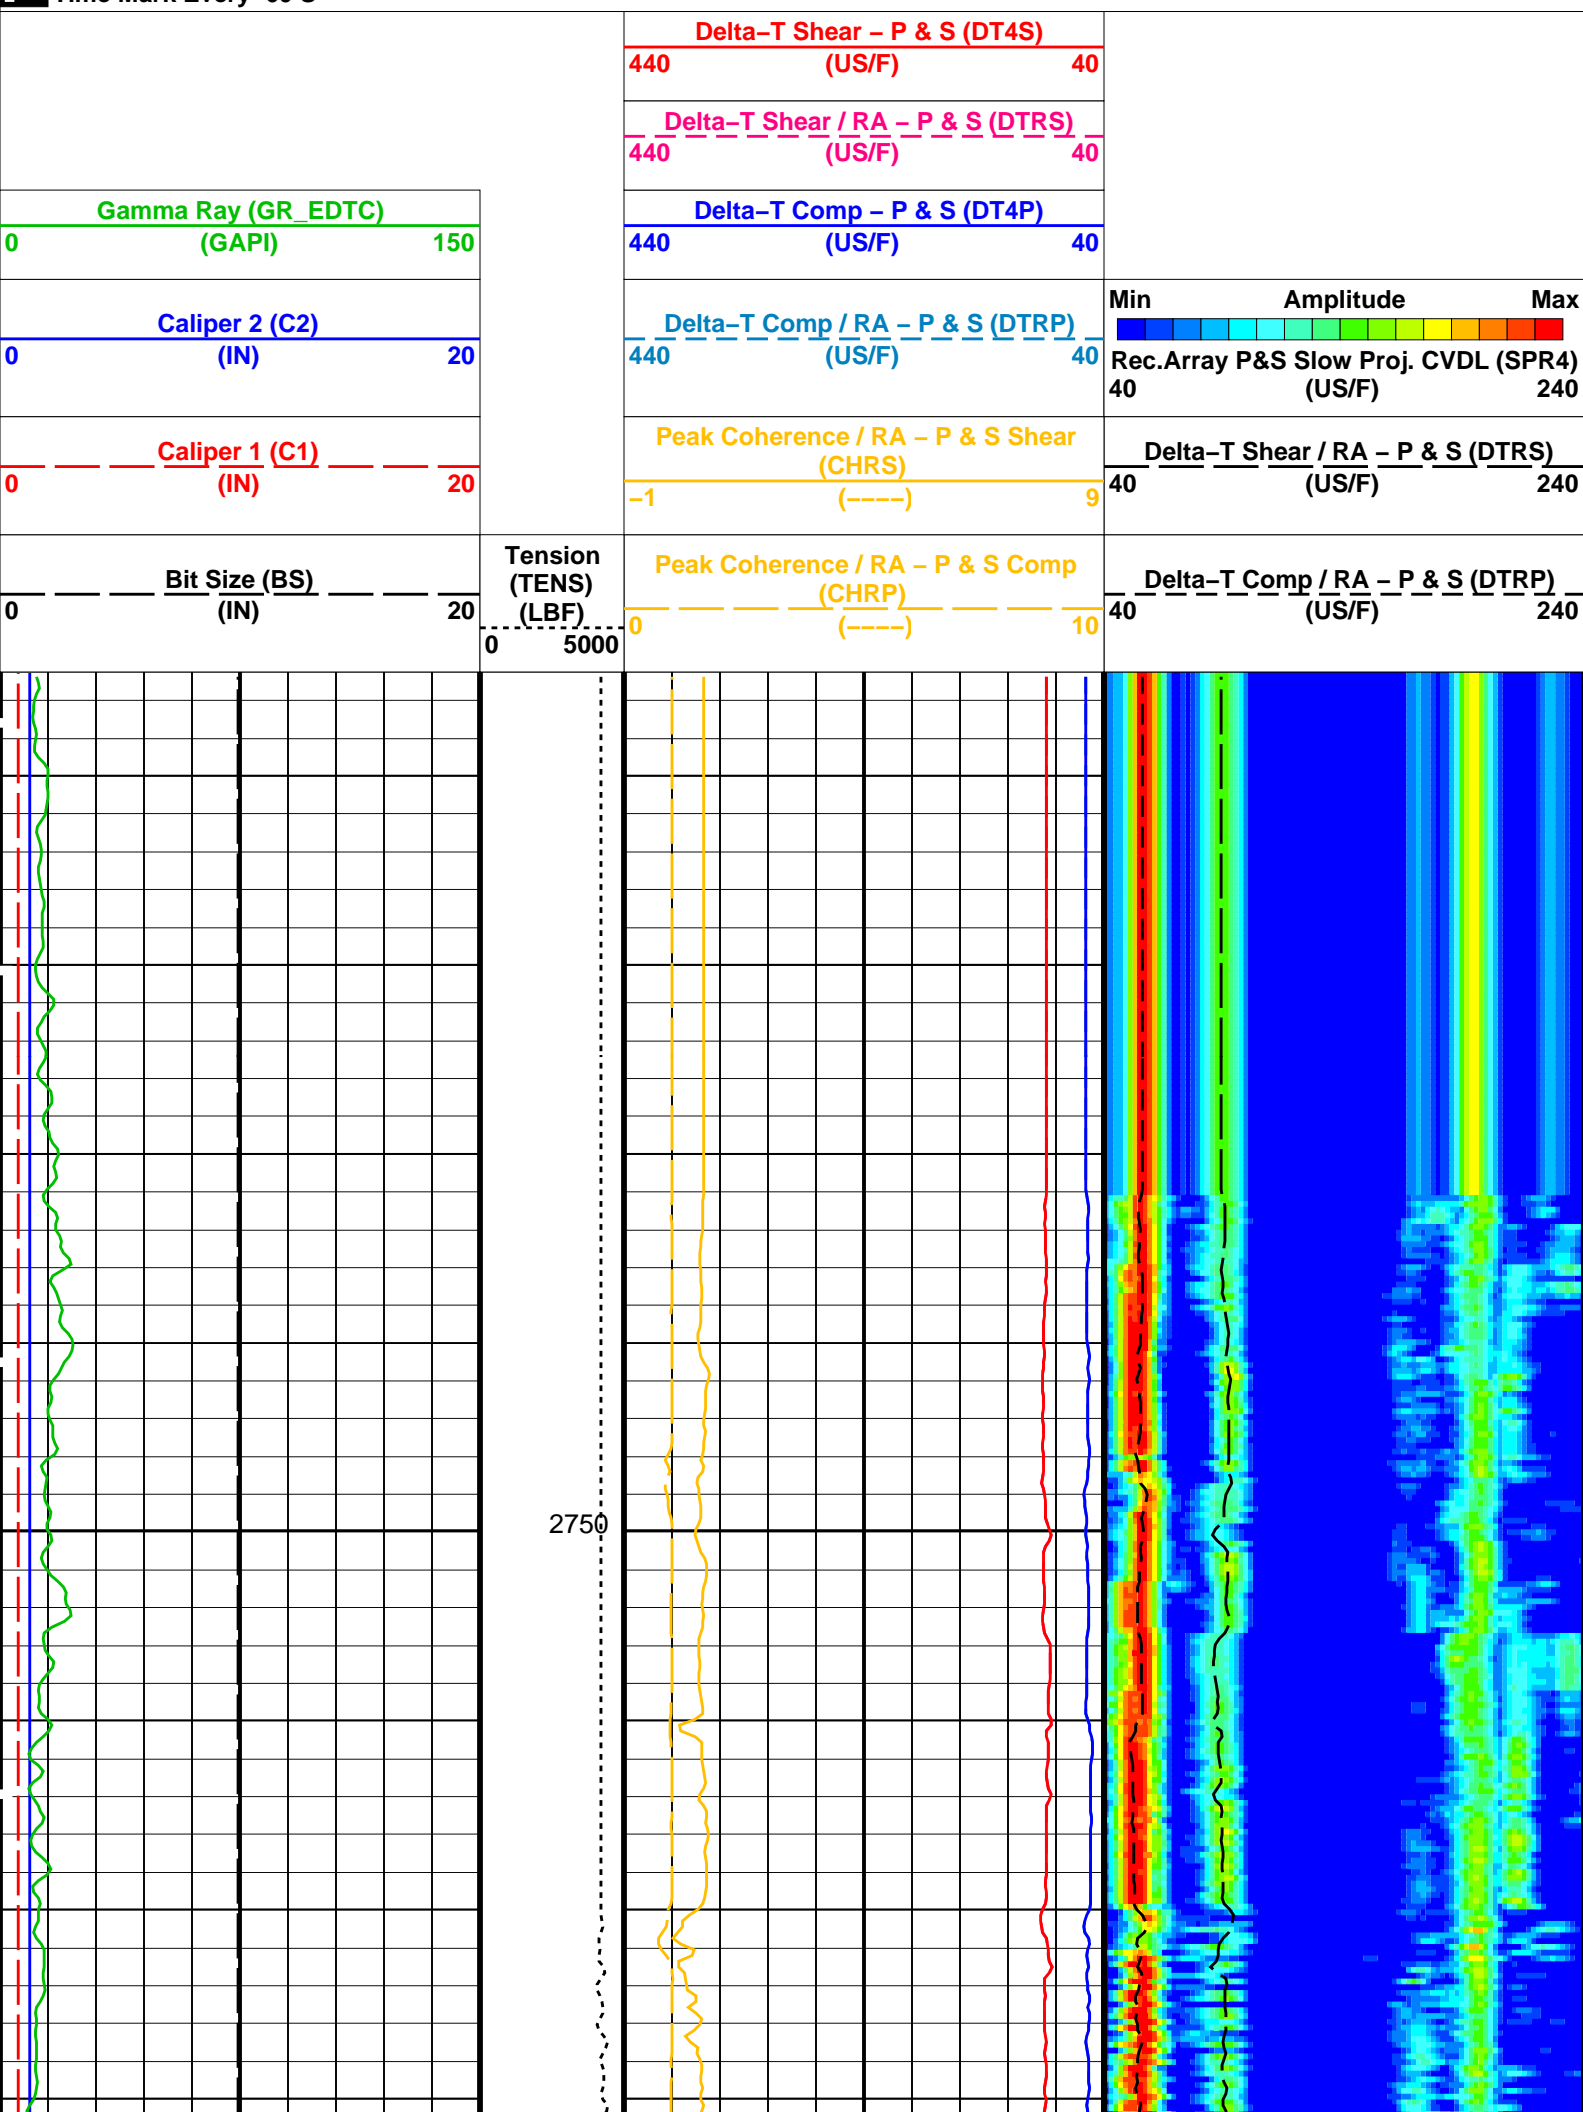 Delta–T Shear – P & S (DT4S)
440 (US/F) 40
Delta–T Shear / RA – P & S (DTRS)
440 (US/F) 40
Gamma Ray (GR_EDTC)
0 (GAPI) 150
Delta–T Comp – P & S (DT4P)
440 (US/F) 40
Caliper 2 (C2)
0 (IN) 20
Delta–T Comp / RA – P & S (DTRP)
440 (US/F) 40
Min Amplitude Max
Rec.Array P&S Slow Proj. CVDL (SPR4)
40 (US/F) 240
Caliper 1 (C1)
0 (IN) 20
Peak Coherence / RA – P & S Shear
(CHRS)
–1 (––––) 9
Delta–T Shear / RA – P & S (DTRS)
40 (US/F) 240
Bit Size (BS)
0 (IN) 20
Tension
(TENS)
(LBF)
0 5000
Peak Coherence / RA – P & S Comp
(CHRP)
0 (––––) 10
Delta–T Comp / RA – P & S (DTRP)
40 (US/F) 240
2750